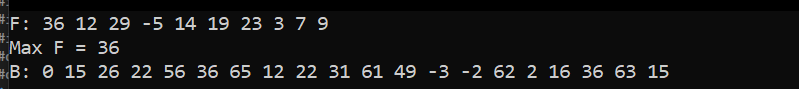 F: 36 12 29 -5 14 19 23 3 7 9
Max F = 36
B: 0 15 26 22 56 36 65 12 22 31 61 49 -3 -2 62 2 16 36 63 15